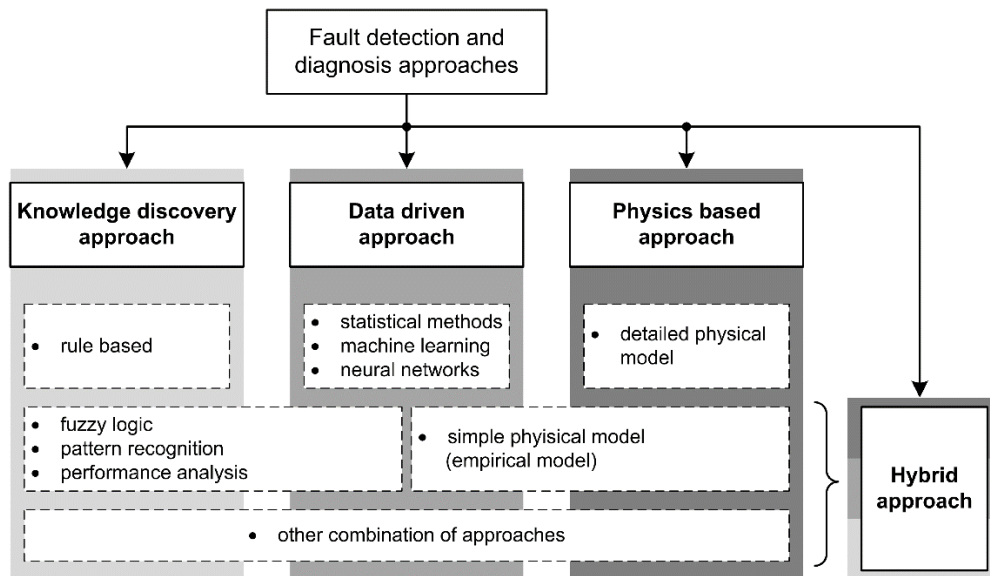 Fault detection and
diagnosis approaches
Knowledge discovery
approach
Data driven
approach
Physics based
approach
• rule based
• statistical methods
• machine learning
• neural networks
• detailed physical
model
• fuzzy logic
• pattern recognition
• performance analysis
• simple phyisical model
(empirical model)
• other combination of approaches
Hybrid
approach